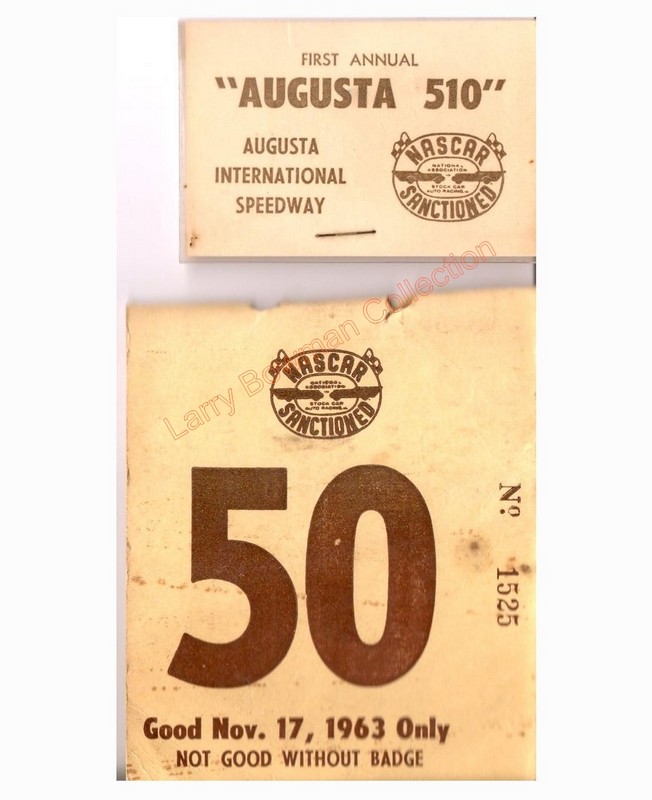 FIRST ANNUAL
"AUGUSTA 510"
AUGUSTA
INTERNATIONAL
SPEEDWAY
NASCAR
NATIONAL
ASSOCIATION
STOCK CAR
AUTO RACING
SANCTIONED
Larry Bowman Collection
NASCAR
NATIONAL
ASSOCIATION
STOCK CAR
AUTO RACING
SANCTIONED
50
Nº 1525
Good Nov. 17, 1963 Only
NOT GOOD WITHOUT BADGE